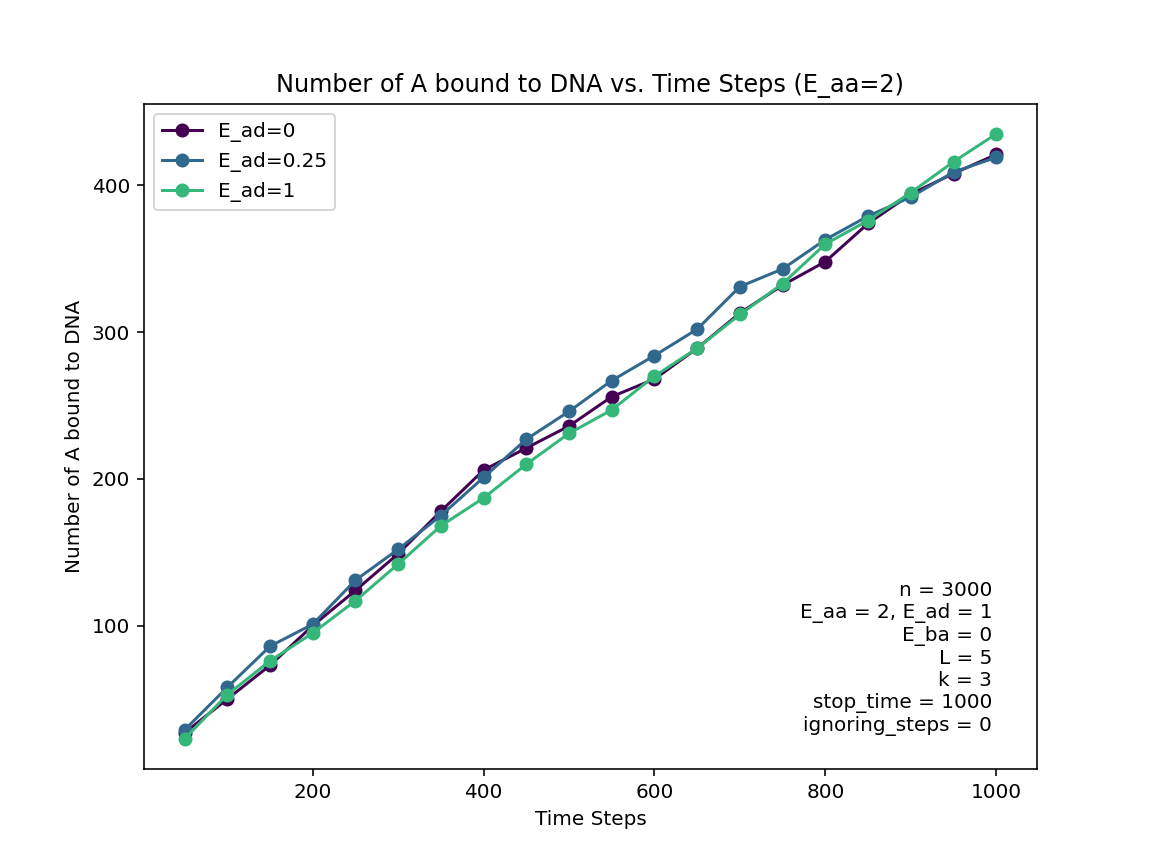 Number of A bound to DNA vs. Time Steps (E_aa=2)
E_ad=0
E_ad=0.25
E_ad=1
400
300
200
100
Number of A bound to DNA
n = 3000
E_aa = 2, E_ad = 1
E_ba = 0
L = 5
k = 3
stop_time = 1000
ignoring_steps = 0
200 400 600 800 1000
Time Steps